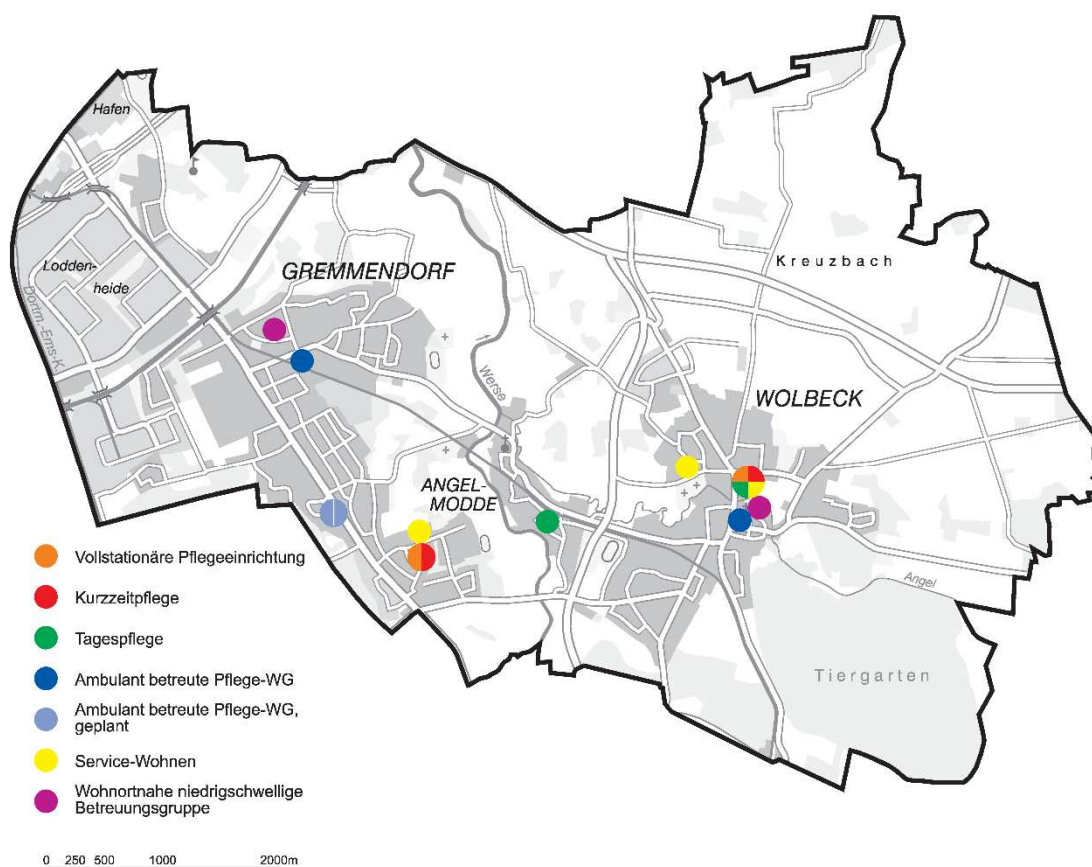 Hafen
Lodden-
heide
Dortm.-Ems-K.
GREMMENDORF
Kreuzbach
Werse
WOLBECK
ANGEL-
MODDE
Angel
Tiergarten
Vollstationäre Pflegeeinrichtung
Kurzzeitpflege
Tagespflege
Ambulant betreute Pflege-WG
Ambulant betreute Pflege-WG,
geplant
Service-Wohnen
Wohnortnahe niedrigschwellige
Betreuungsgruppe
0 250 500 1000 2000m